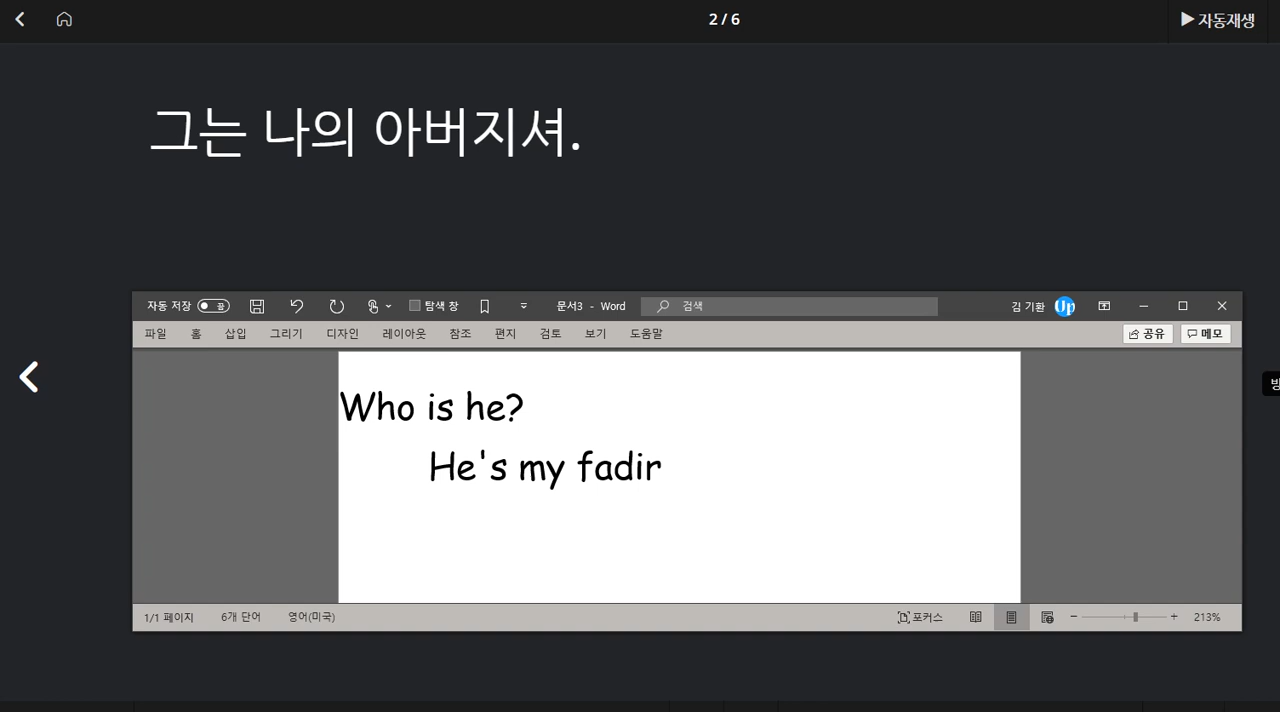 2 / 6
▶ 자동재생
그는 나의 아버지셔.
자동 저장 끔 탐색 창 문서3 - Word 검색 김 기환 Up
파일 홈 삽입 그리기 디자인 레이아웃 참조 편지 검토 보기 도움말 공유 메모
Who is he?
He's my fadir
1/1 페이지 6개 단어 영어(미국) 포커스 213%